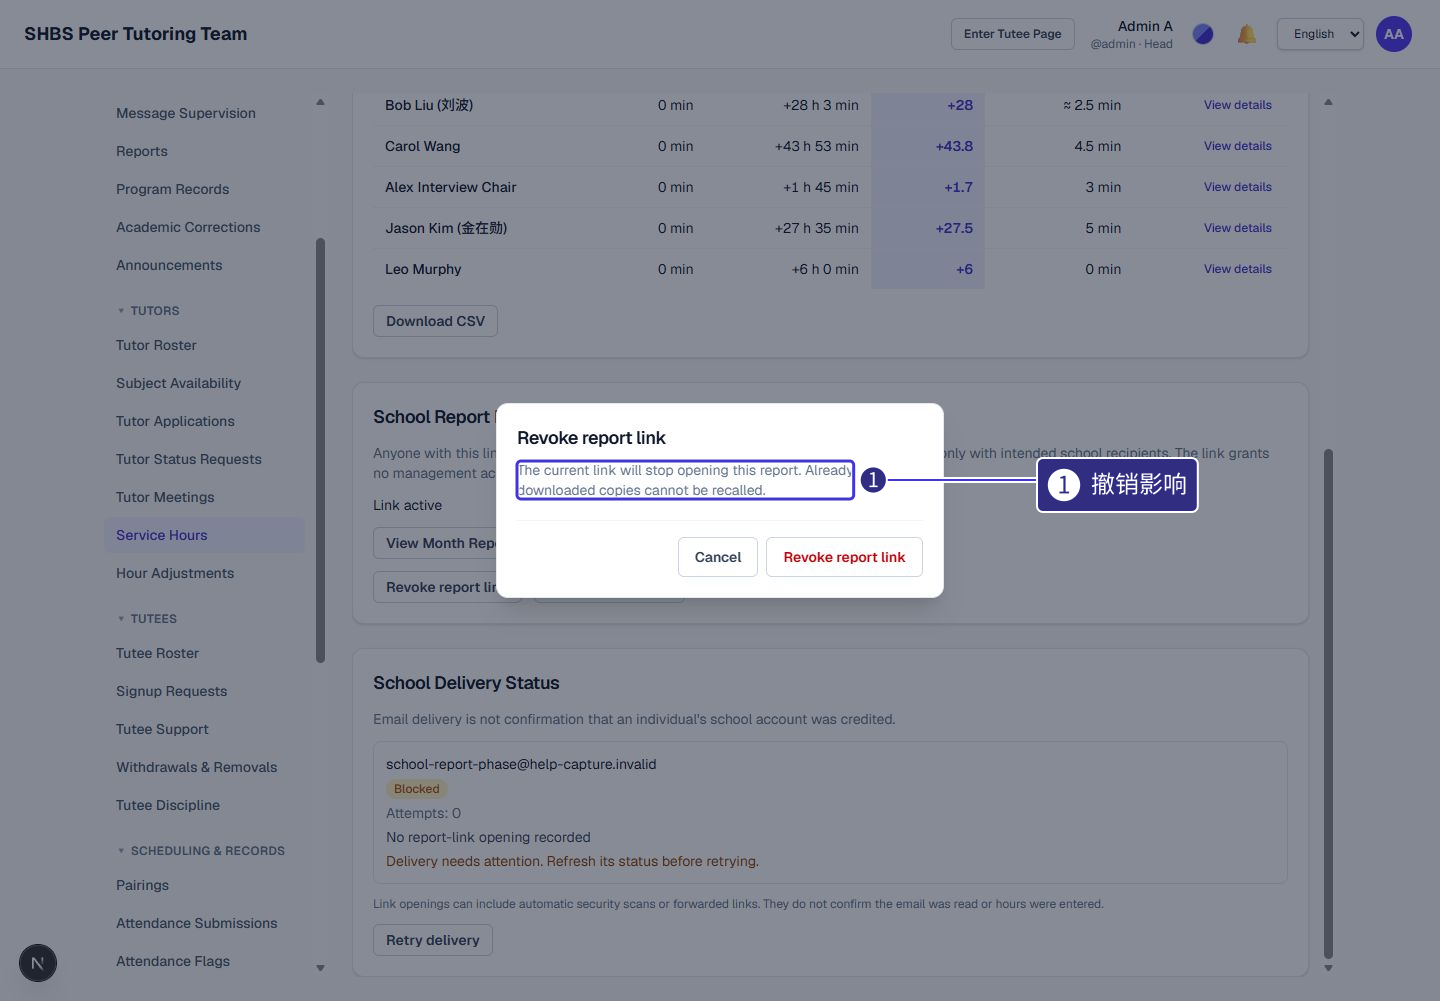 SHBS Peer Tutoring Team
Enter Tutee Page
Admin A
@admin · Head
English
AA
Message Supervision
Reports
Program Records
Academic Corrections
Announcements
TUTORS
Tutor Roster
Subject Availability
Tutor Applications
Tutor Status Requests
Tutor Meetings
Service Hours
Hour Adjustments
TUTEES
Tutee Roster
Signup Requests
Tutee Support
Withdrawals & Removals
Tutee Discipline
SCHEDULING & RECORDS
Pairings
Attendance Submissions
Attendance Flags
N
Bob Liu (刘波) 0 min +28 h 3 min +28 ≈ 2.5 min View details
Carol Wang 0 min +43 h 53 min +43.8 4.5 min View details
Alex Interview Chair 0 min +1 h 45 min +1.7 3 min View details
Jason Kim (金在勋) 0 min +27 h 35 min +27.5 5 min View details
Leo Murphy 0 min +6 h 0 min +6 0 min View details
Download CSV
School Report
Anyone with this lin only with intended school recipients. The link grants
no management ac
Link active
View Month Repo
Revoke report lin
Revoke report link
The current link will stop opening this report. Already
downloaded copies cannot be recalled.
Cancel
Revoke report link
1
1 撤销影响
School Delivery Status
Email delivery is not confirmation that an individual's school account was credited.
school-report-phase@help-capture.invalid
Blocked
Attempts: 0
No report-link opening recorded
Delivery needs attention. Refresh its status before retrying.
Link openings can include automatic security scans or forwarded links. They do not confirm the email was read or hours were entered.
Retry delivery